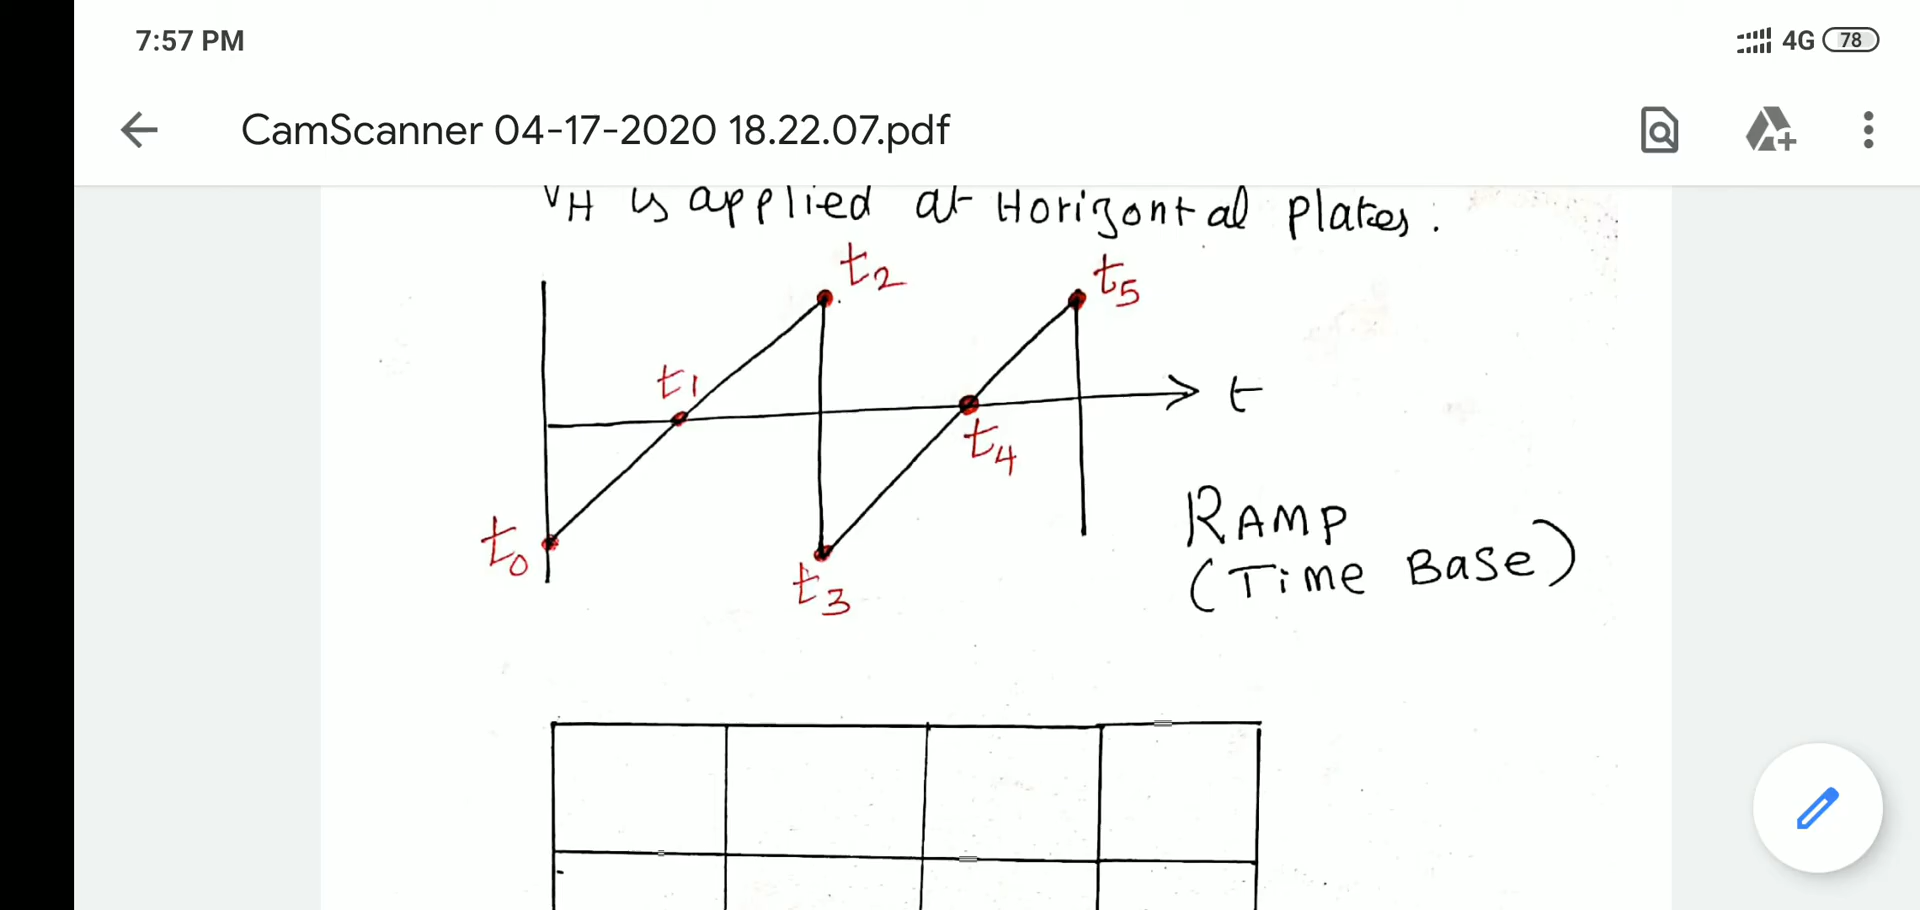 7:57 PM
4G 78
CamScanner 04-17-2020 18.22.07.pdf
VH is applied at Horizontal plates.
t2
t5
t1
t
t4
t0
RAMP
(Time Base)
t3